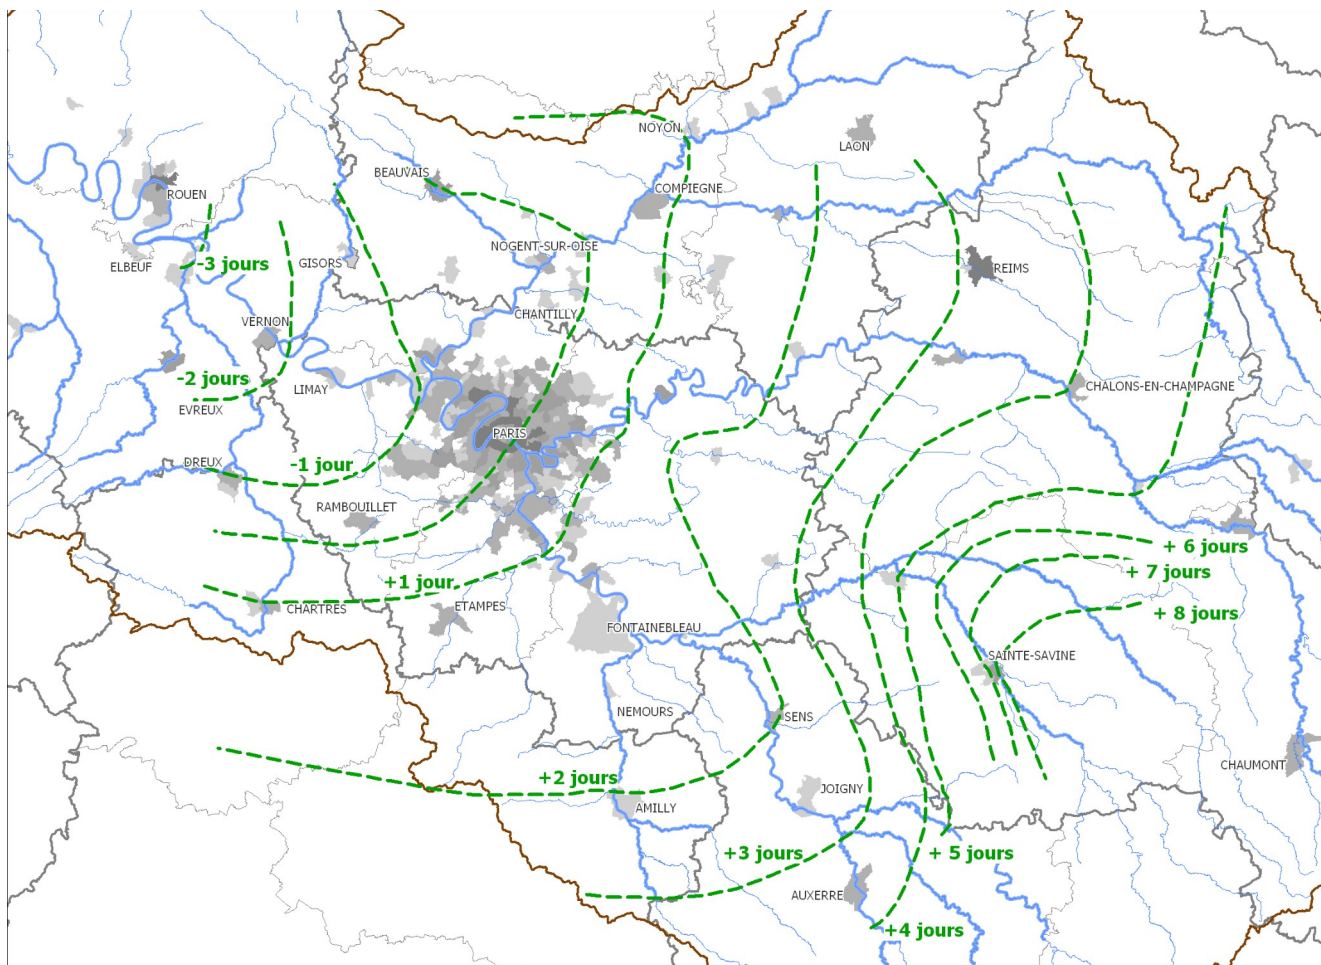 NOYON
LAON
BEAUVAIS
COMPIEGNE
ROUEN
NOGENT-SUR-OISE
ELBEUF
-3 jours
GISORS
REIMS
CHANTILLY
VERNON
-2 jours
LIMAY
CHALONS-EN-CHAMPAGNE
EVREUX
PARIS
DREUX
-1 jour
RAMBOUILLET
+ 6 jours
+ 7 jours
+1 jour
CHARTRES
ETAMPES
+ 8 jours
FONTAINEBLEAU
SAINTE-SAVINE
NEMOURS
SENS
CHAUMONT
+2 jours
JOIGNY
AMILLY
+3 jours
+ 5 jours
AUXERRE
+4 jours